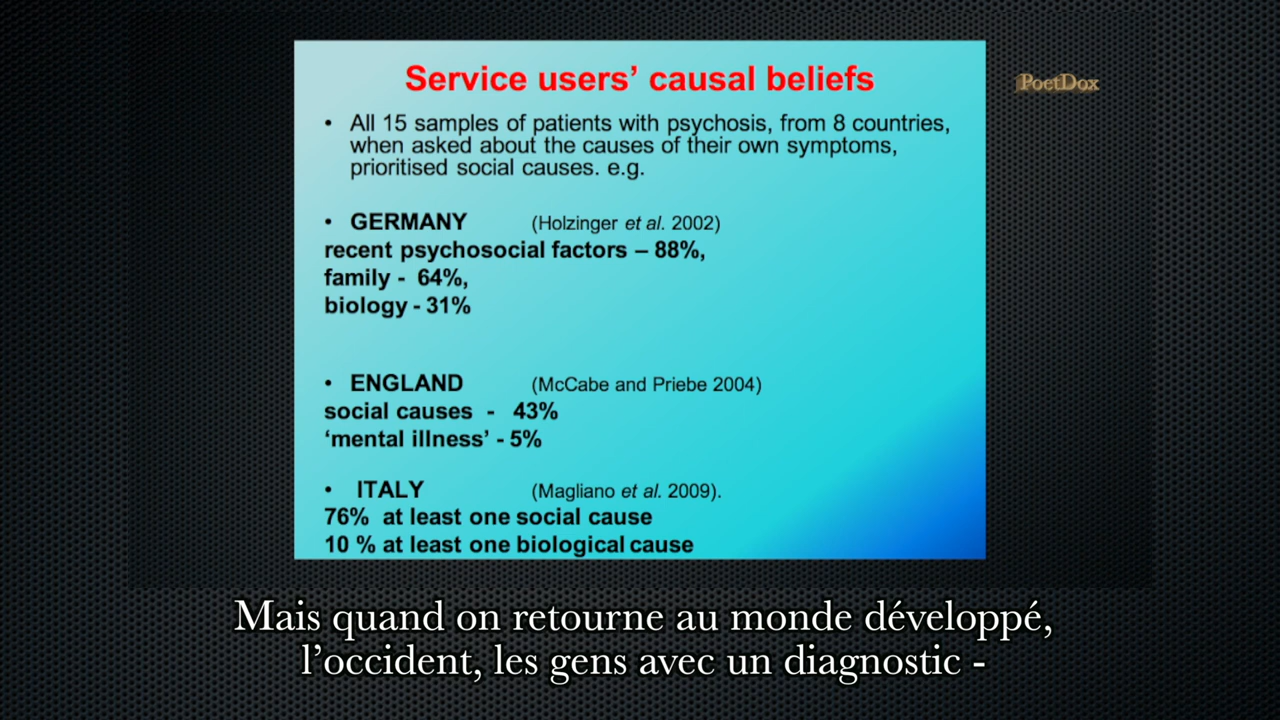 Service users’ causal beliefs
PoetDox
• All 15 samples of patients with psychosis, from 8 countries,
when asked about the causes of their own symptoms,
prioritised social causes. e.g.
• GERMANY (Holzinger et al. 2002)
recent psychosocial factors – 88%,
family - 64%,
biology - 31%
• ENGLAND (McCabe and Priebe 2004)
social causes - 43%
‘mental illness’ - 5%
• ITALY (Magliano et al. 2009).
76% at least one social cause
10 % at least one biological cause
Mais quand on retourne au monde développé,
l’occident, les gens avec un diagnostic -